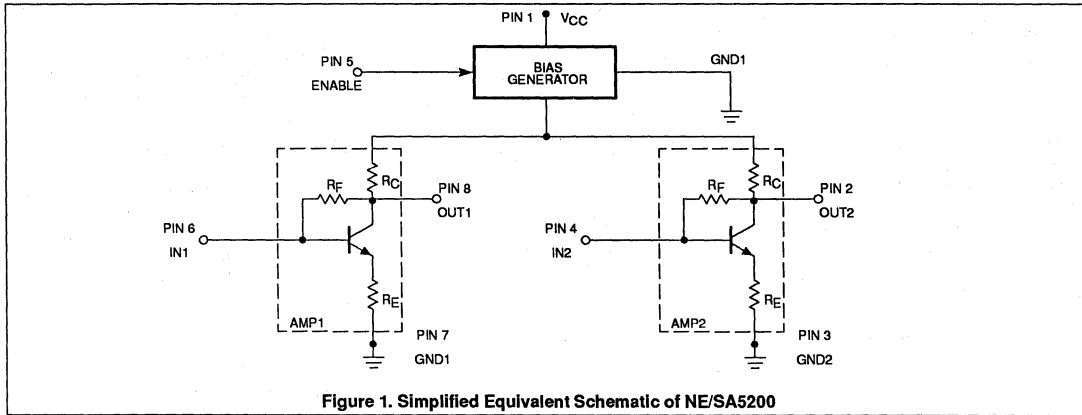 PIN 1 VCC
PIN 5
ENABLE
BIAS
GENERATOR
GND1
RC
RF
PIN 8
OUT1
PIN 6
IN1
RE
AMP1
PIN 7
GND1
RC
RF
PIN 2
OUT2
PIN 4
IN2
RE
AMP2
PIN 3
GND2
Figure 1. Simplified Equivalent Schematic of NE/SA5200